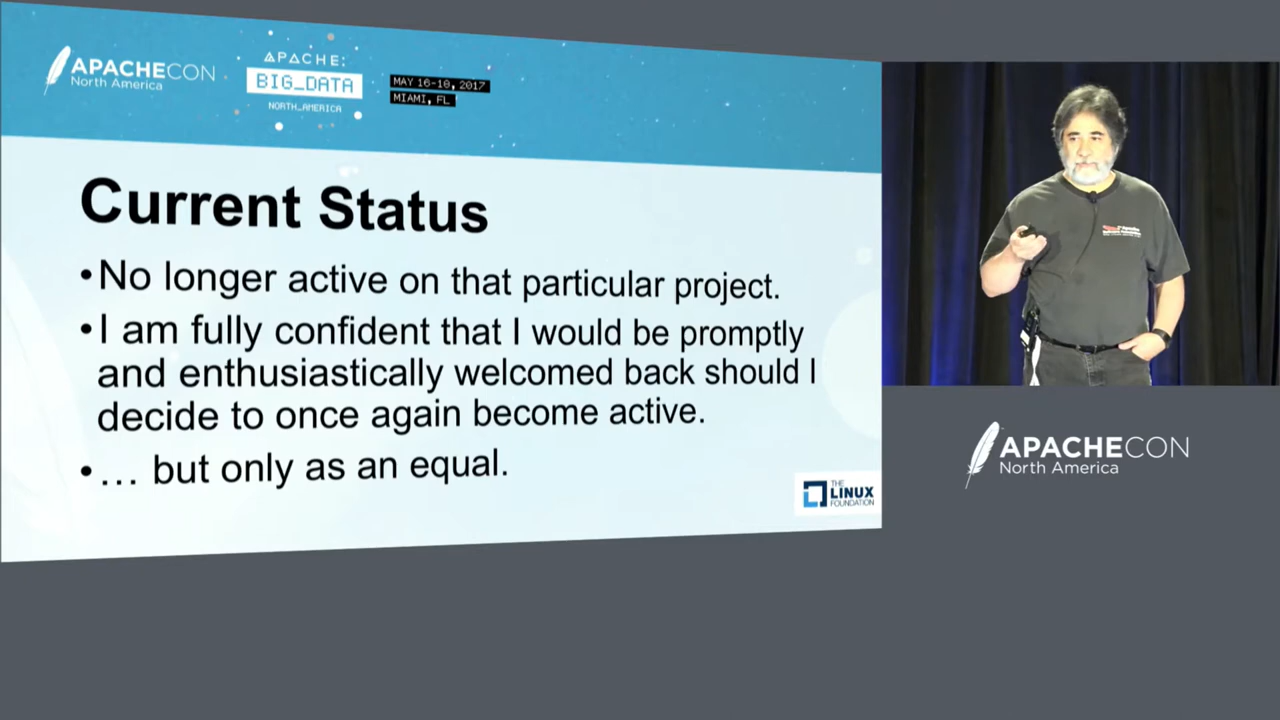 APACHECON
North America
APACHE:
BIG_DATA
NORTH_AMERICA
MAY 16-18, 2017
MIAMI, FL
Current Status
•No longer active on that particular project.
•I am fully confident that I would be promptly
and enthusiastically welcomed back should I
decide to once again become active.
•… but only as an equal.
THE
LINUX
FOUNDATION
APACHECON
North America